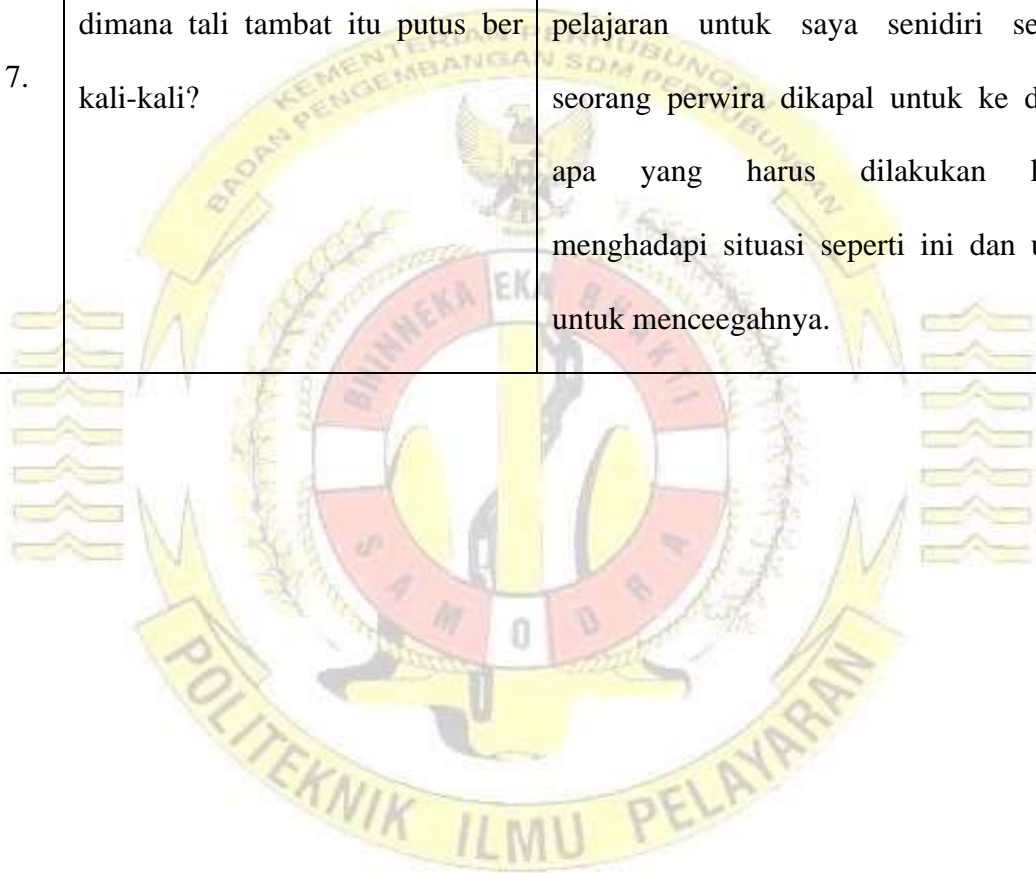 dimana tali tambat itu putus ber
7.
kali-kali?
pelajaran untuk saya senidiri se
seorang perwira dikapal untuk ke d
apa yang harus dilakukan
menghadapi situasi seperti ini dan u
untuk menceegahnya.
KEMENTERIAN PERHUBUNGAN
BADAN PENGEMBANGAN SDM PERHUBUNGAN
BHINNEKA EKA BHAKTI
SAMODRA
POLITEKNIK ILMU PELAYARAN